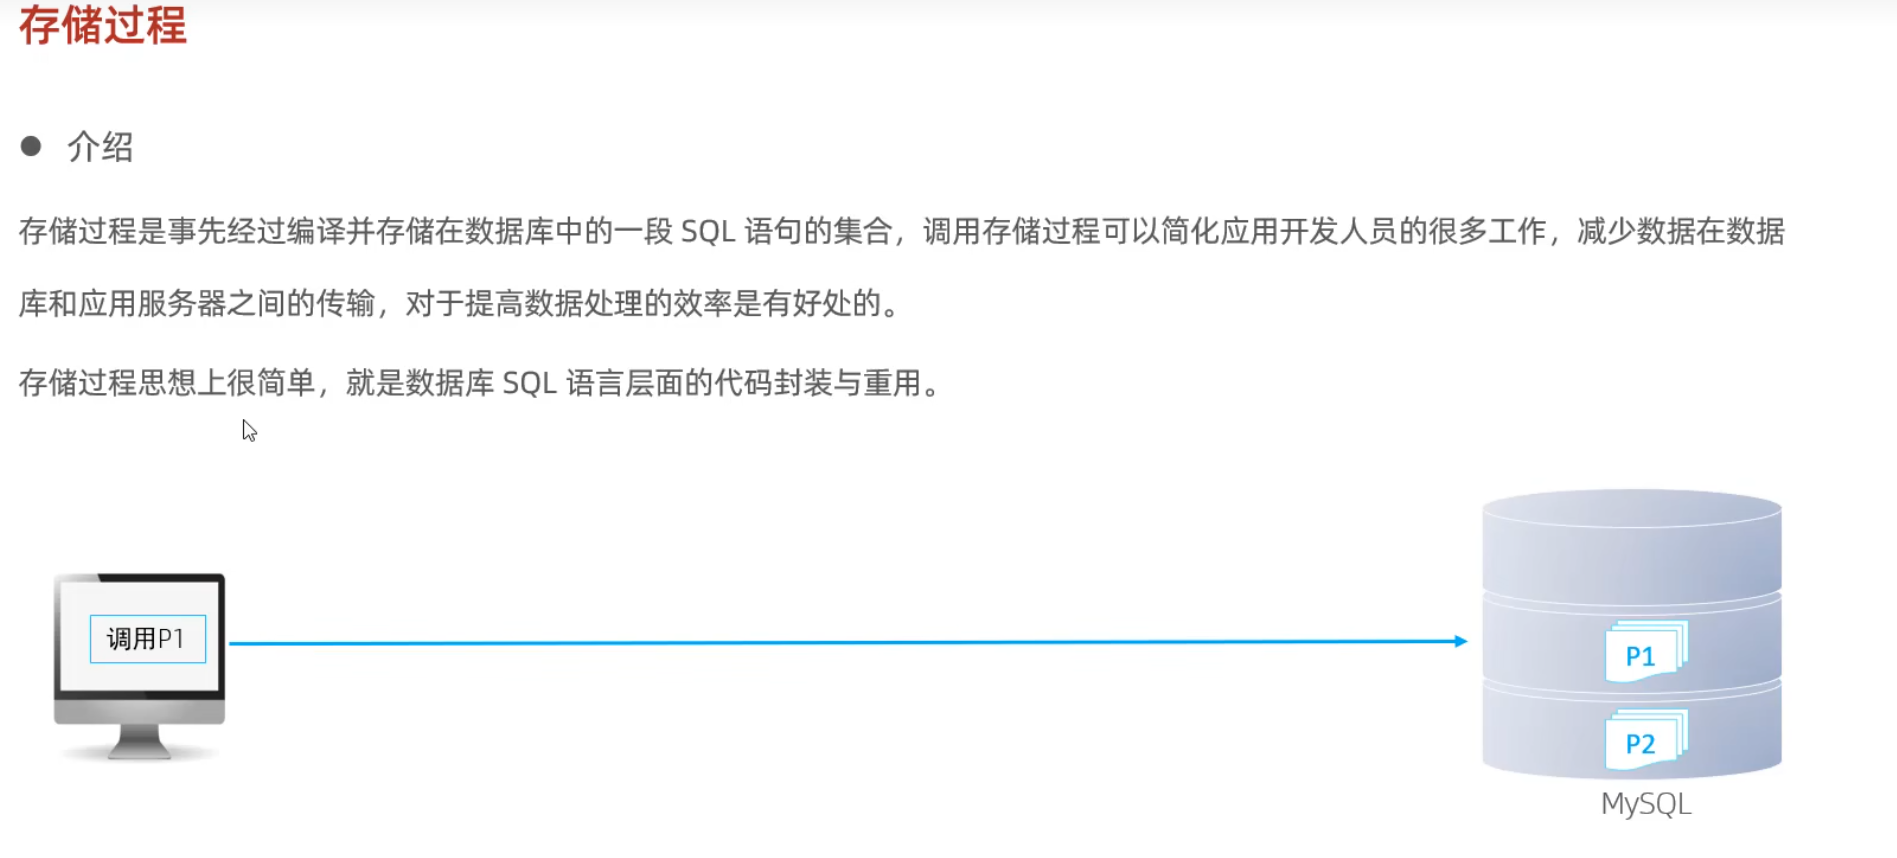 存储过程
● 介绍
存储过程是事先经过编译并存储在数据库中的一段 SQL 语句的集合，调用存储过程可以简化应用开发人员的很多工作，减少数据在数据
库和应用服务器之间的传输，对于提高数据处理的效率是有好处的。
存储过程思想上很简单，就是数据库 SQL 语言层面的代码封装与重用。
调用P1
P1
P2
MySQL